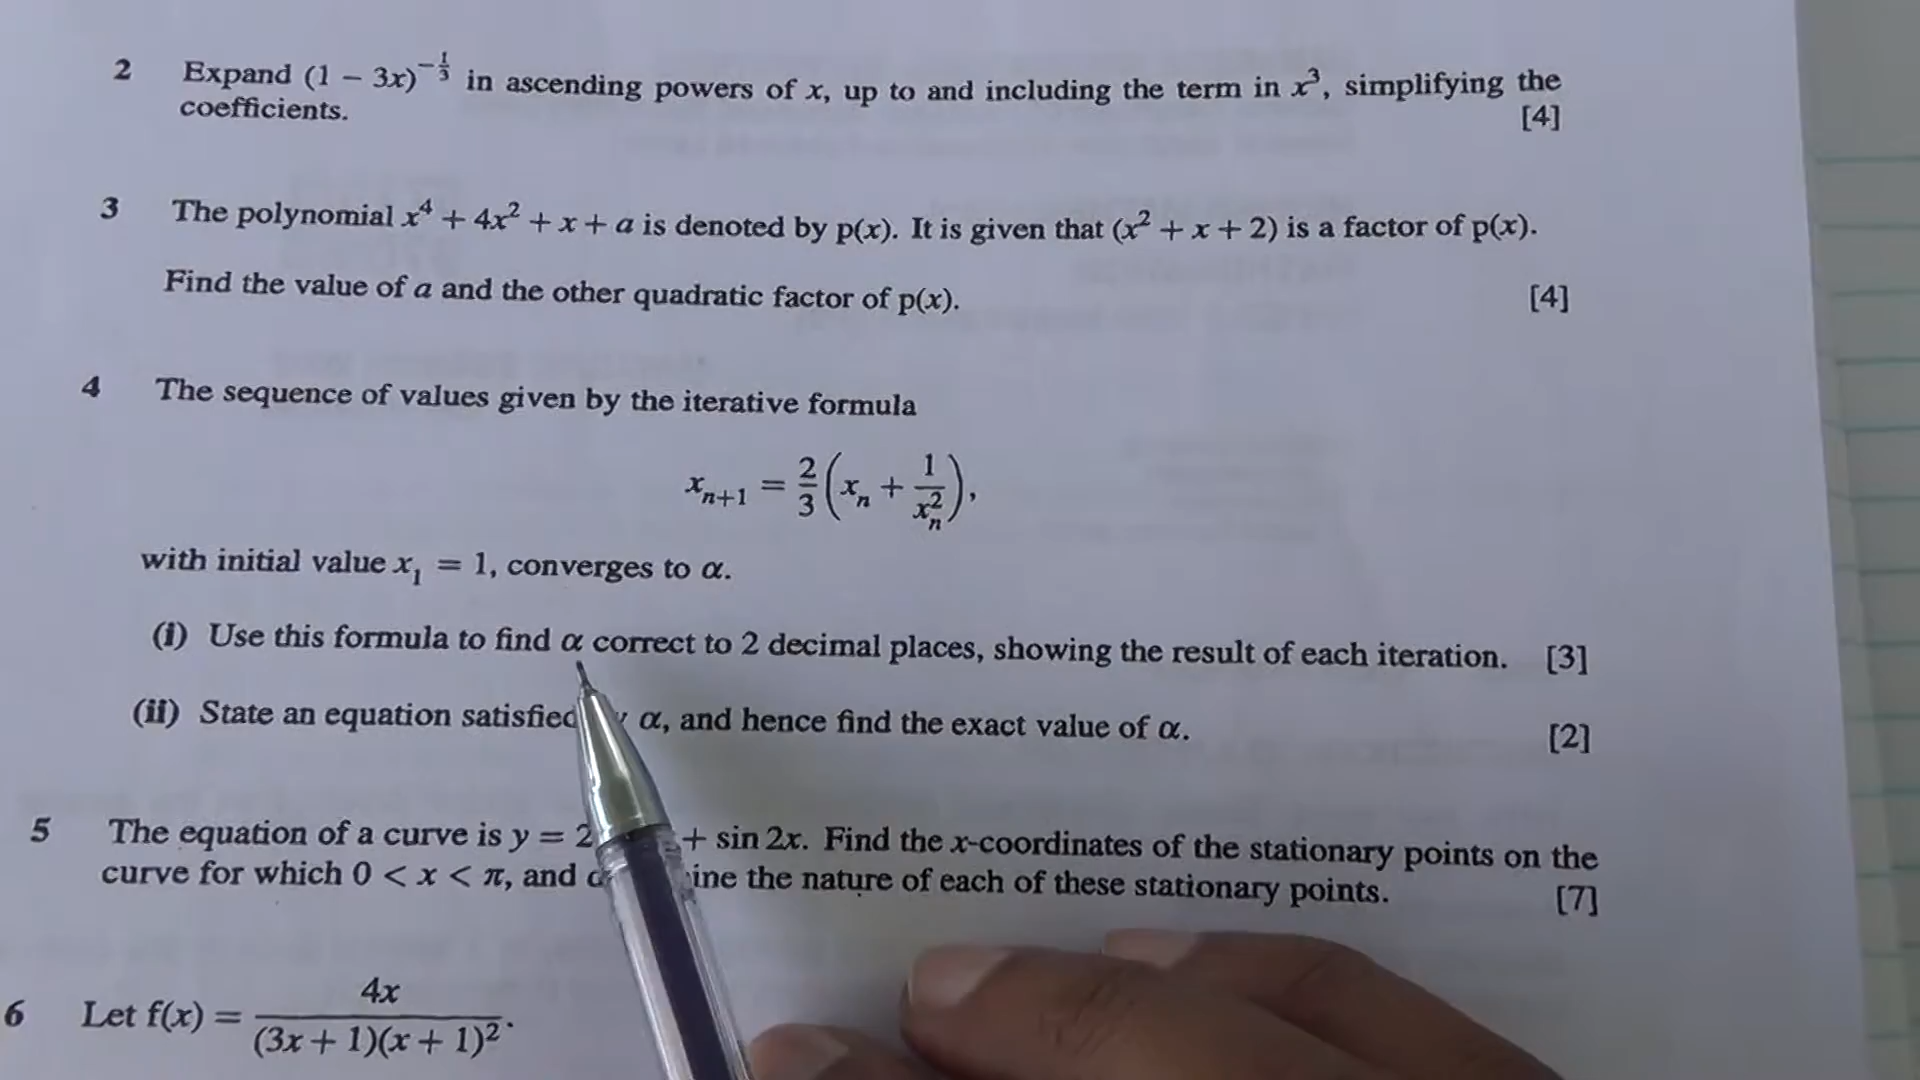 2 Expand (1 − 3x)^{−1/3} in ascending powers of x, up to and including the term in x³, simplifying the
coefficients. [4]
3 The polynomial x⁴ + 4x² + x + a is denoted by p(x). It is given that (x² + x + 2) is a factor of p(x).
Find the value of a and the other quadratic factor of p(x). [4]
4 The sequence of values given by the iterative formula
x_{n+1} = 2/3 (x_n + 1/x_n²),
with initial value x₁ = 1, converges to α.
(i) Use this formula to find α correct to 2 decimal places, showing the result of each iteration. [3]
(ii) State an equation satisfied α, and hence find the exact value of α. [2]
5 The equation of a curve is y = 2 + sin 2x. Find the x-coordinates of the stationary points on the
curve for which 0 < x < π, and the nature of each of these stationary points. [7]
6 Let f(x) = 4x / (3x + 1)(x + 1)².